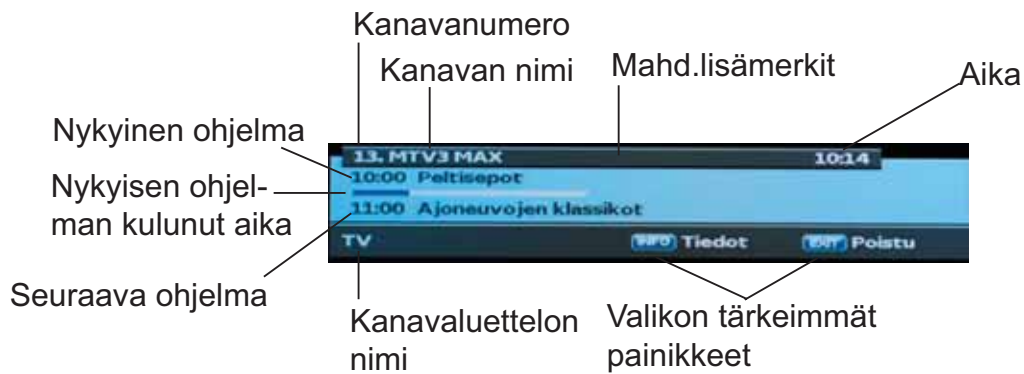 Kanavanumero
Kanavan nimi
Mahd.lisämerkit
Aika
Nykyinen ohjelma
13. MTV3 MAX 10:14
10:00 Peltisepot
Nykyisen ohjel-
man kulunut aika
11:00 Ajoneuvojen klassikot
TV INFO Tiedot EXIT Poistu
Seuraava ohjelma
Kanavaluettelon
nimi
Valikon tärkeimmät
painikkeet